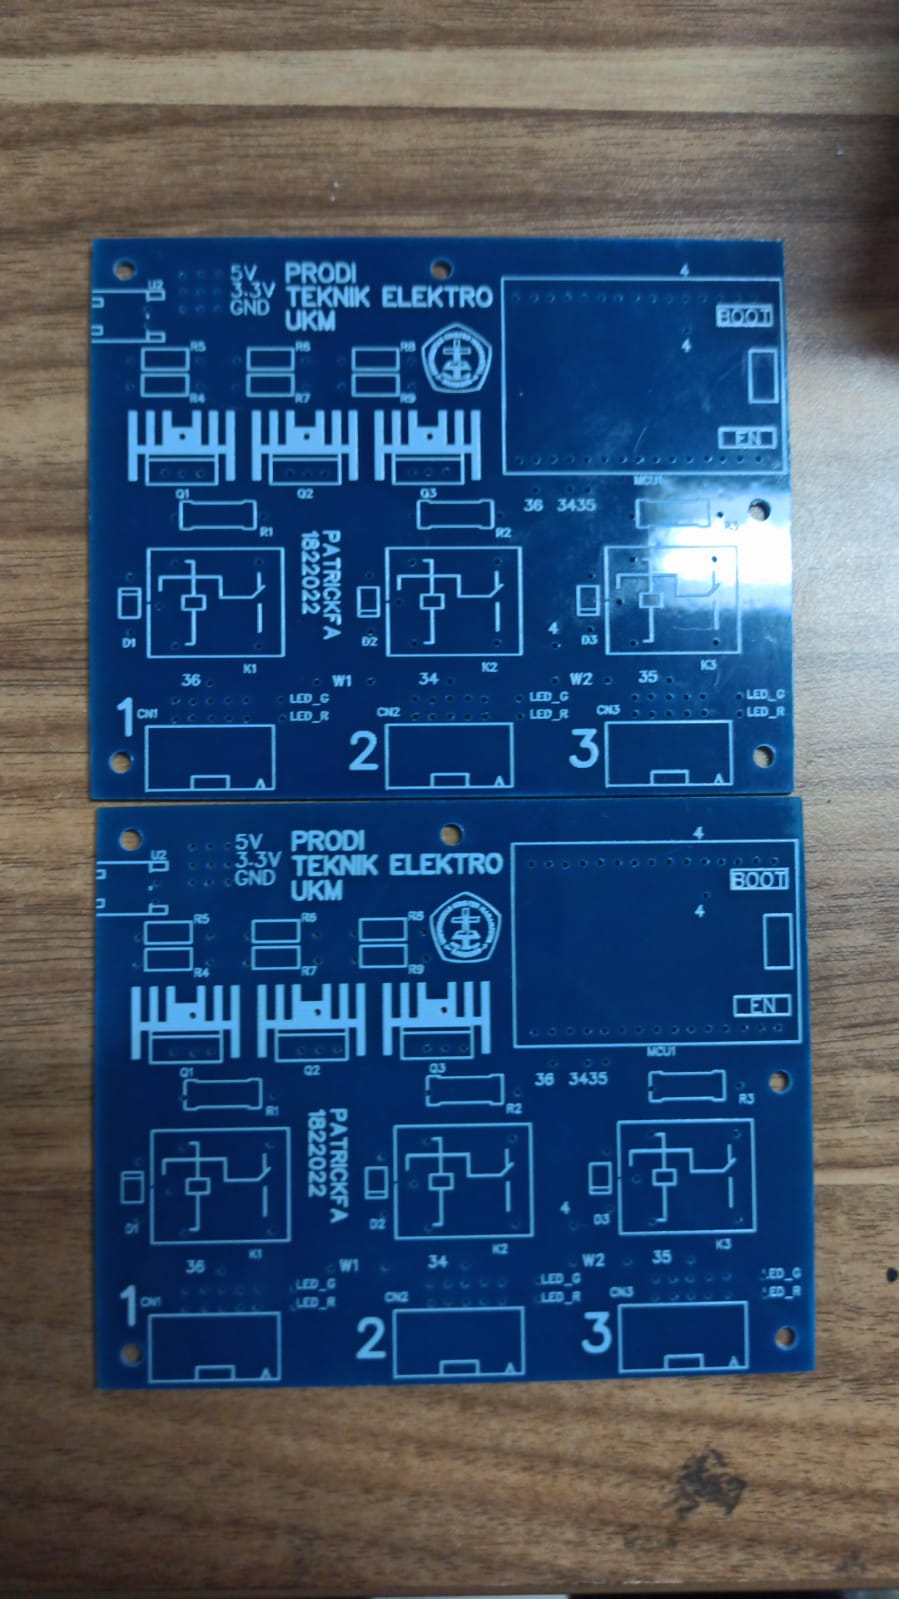 5V
3.3V
GND
PRODI
TEKNIK ELEKTRO
UKM
4
U2
BOOT
4
R5
R6
R8
R4
R7
R9
EN
Q1
Q2
Q3
MCU1
36
3435
R1
R2
R3
PATRICKFA
1822022
4
D1
D2
D3
K1
K2
K3
36
W1
34
W2
35
LED_G
LED_G
LED_G
1
CN1
LED_R
CN2
LED_R
CN3
LED_R
2
3
5V
3.3V
GND
PRODI
TEKNIK ELEKTRO
UKM
4
U2
BOOT
4
R5
R6
R8
R4
R7
R9
EN
Q1
Q2
Q3
MCU1
36
3435
R1
R2
R3
PATRICKFA
1822022
4
D1
D2
D3
K1
K2
K3
36
W1
34
W2
35
LED_G
LED_G
LED_G
1
CN1
LED_R
CN2
LED_R
CN3
LED_R
2
3